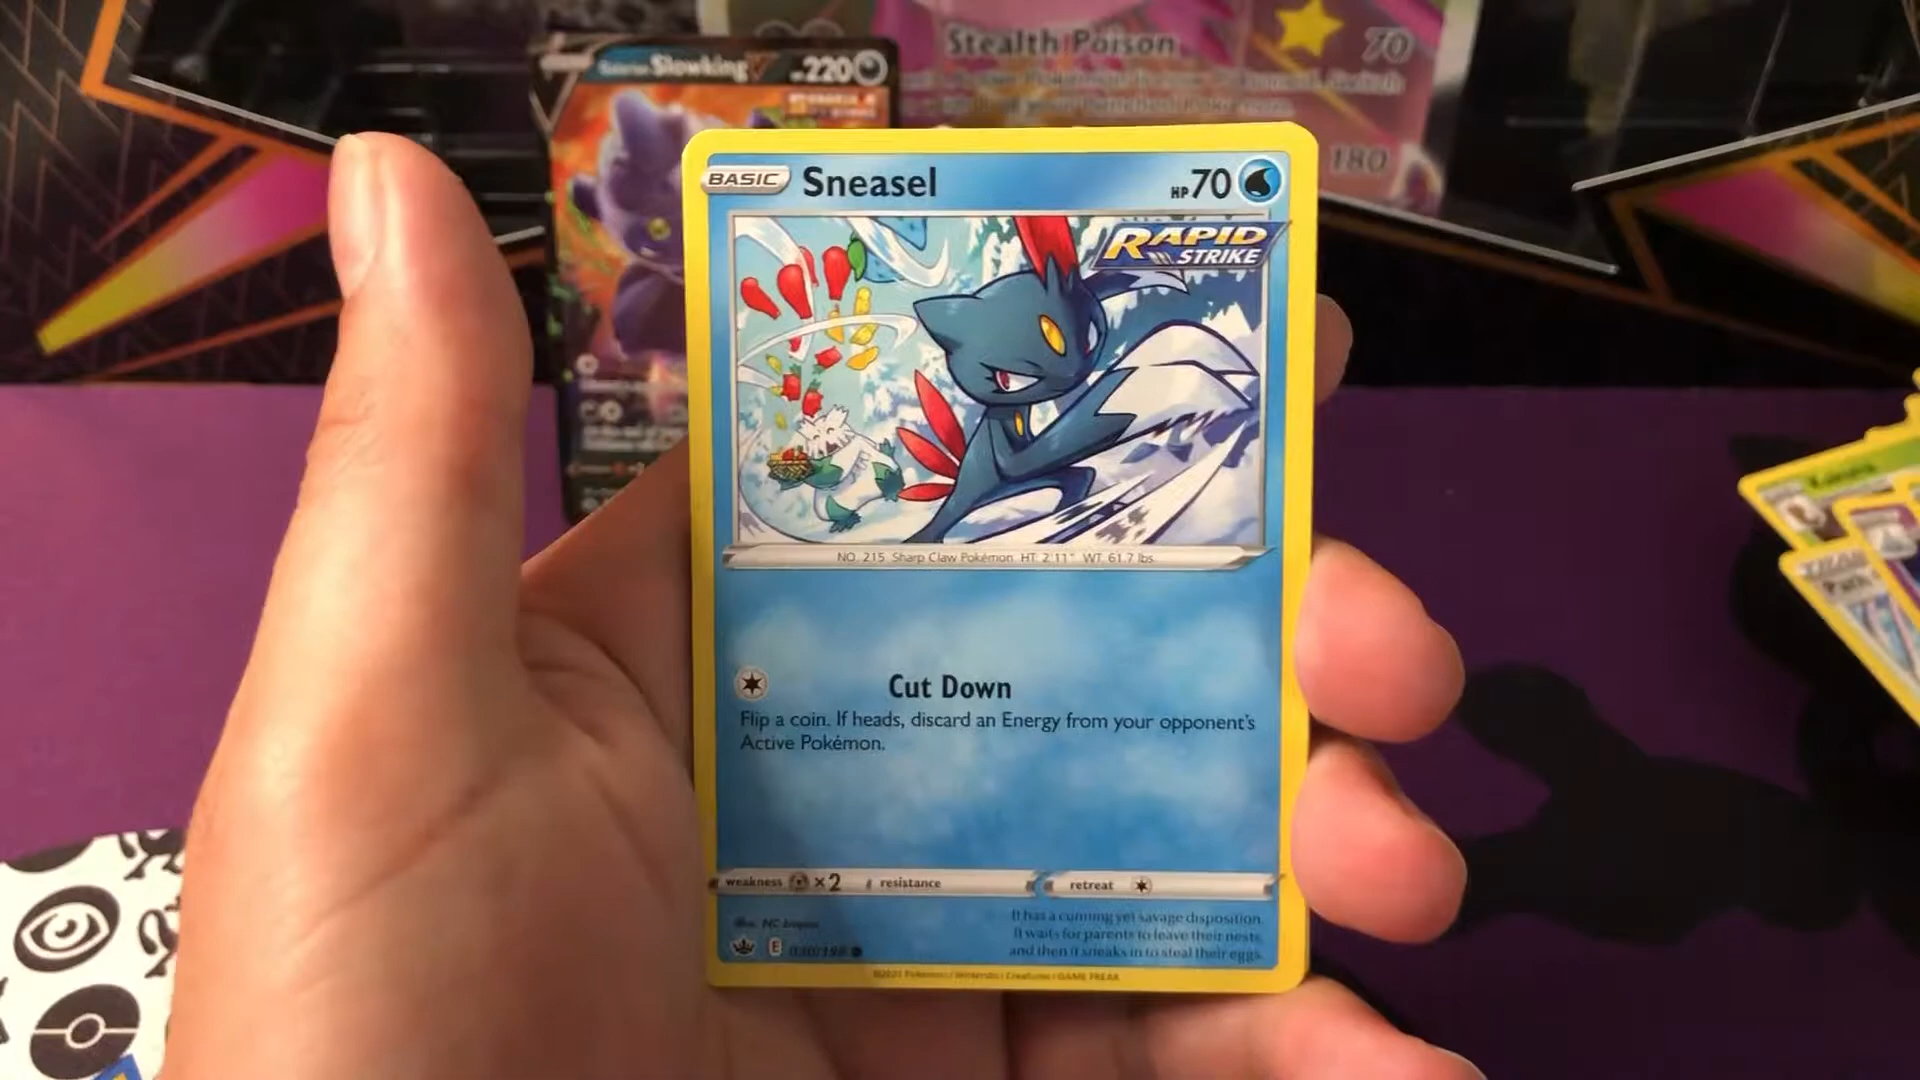 Stealth Poison
70
Slowking V
220
180
BASIC
Sneasel
HP 70
RAPID
STRIKE
NO. 215 Sharp Claw Pokémon HT: 2'11" WT: 61.7 lbs.
Cut Down
Flip a coin. If heads, discard an Energy from your opponent's
Active Pokémon.
weakness ×2 resistance
retreat
It has a cunning yet savage disposition.
It waits for parents to leave their nests,
and then it sneaks in to steal their eggs.
E
©2021 Pokémon / Nintendo / Creatures / GAME FREAK
Path